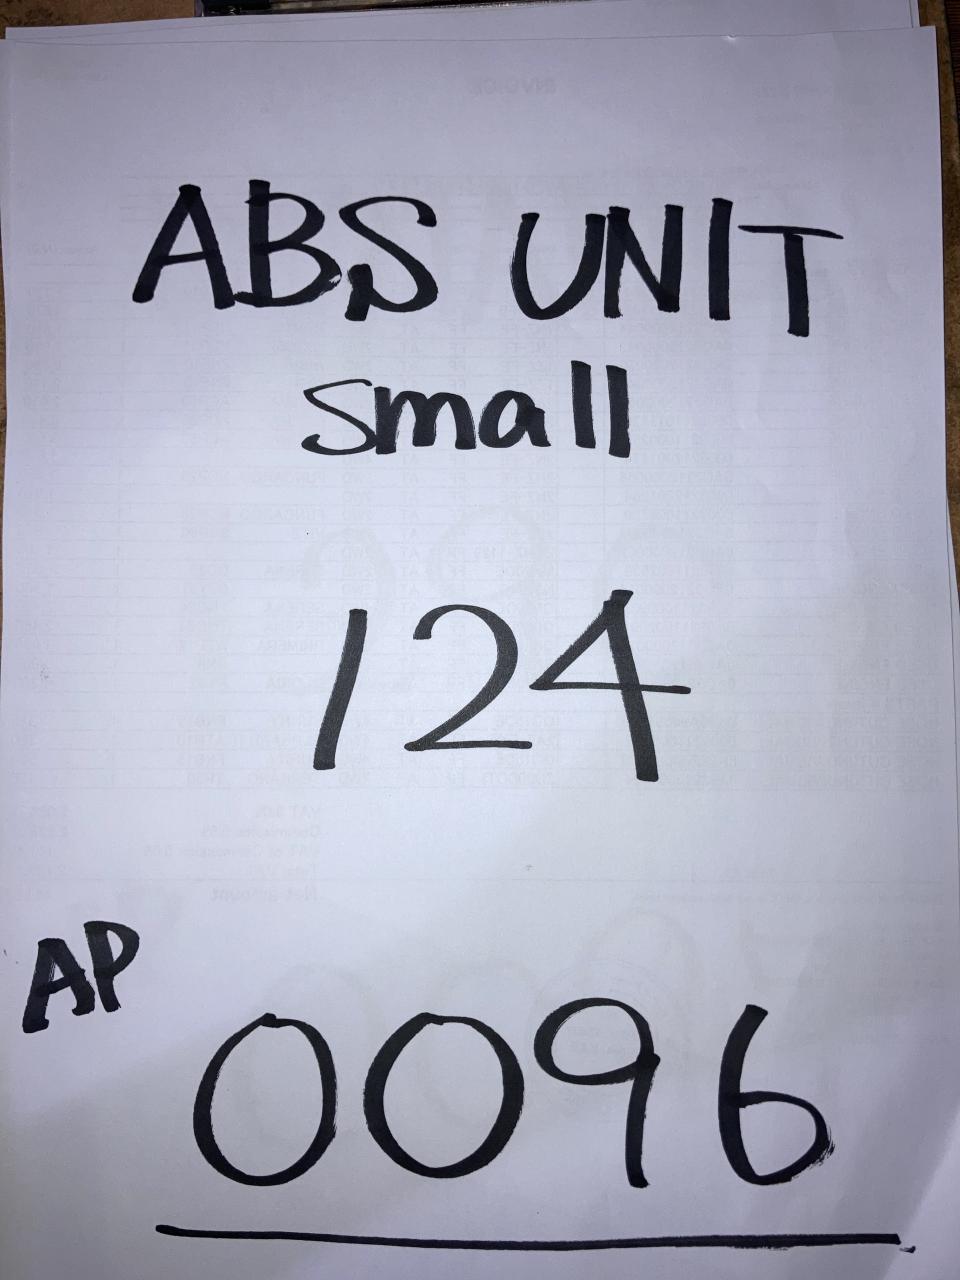 ABS UNIT
small
124
AP
0096